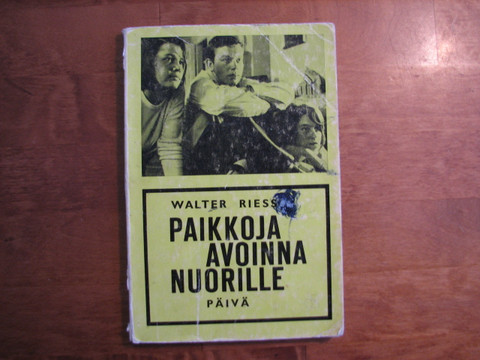 WALTER RIESS
PAIKKOJA
AVOINNA
NUORILLE
PÄIVÄ